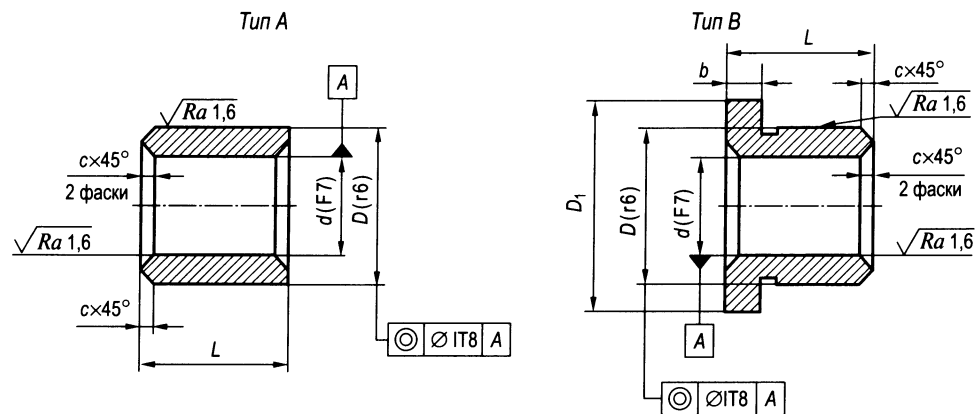 Тип А
Тип В
L
b
c×45°
A
√Ra 1,6
√Ra 1,6
c×45°
2 фаски
c×45°
2 фаски
d(F7)
D(r6)
D₁
D(r6)
d(F7)
√Ra 1,6
√Ra 1,6
c×45°
L
◎ ∅ IT8 A
A
◎ ∅IT8 A